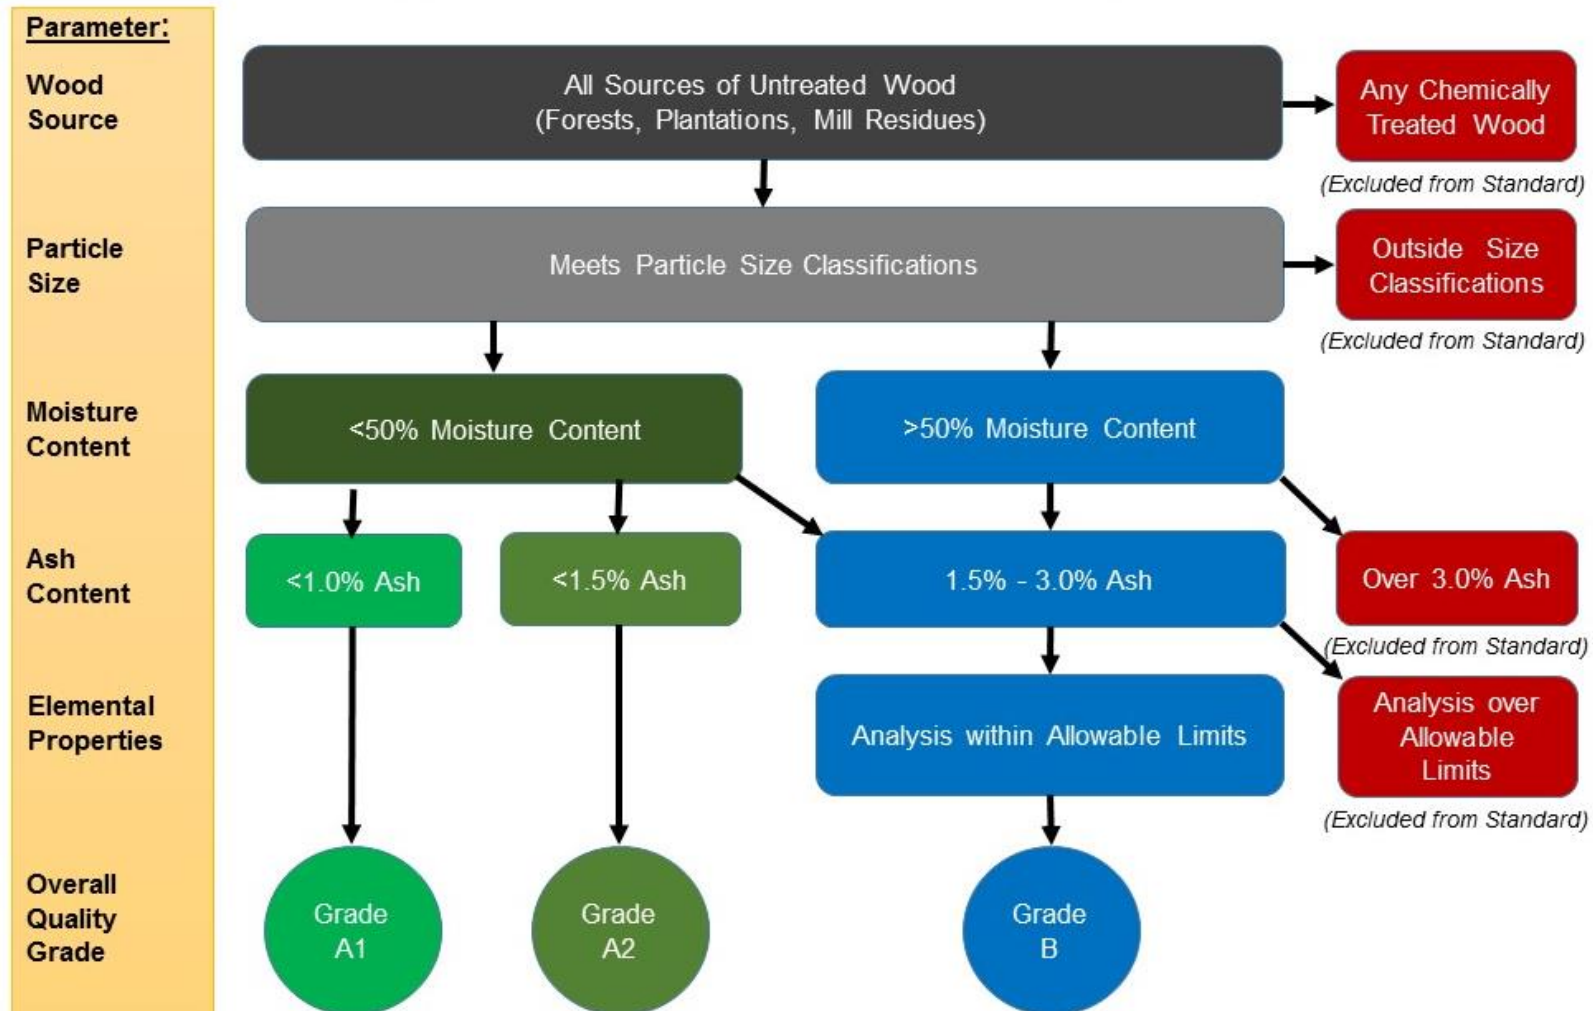 Parameter:
Wood
Source
All Sources of Untreated Wood
(Forests, Plantations, Mill Residues)
Any Chemically
Treated Wood
(Excluded from Standard)
Particle
Size
Meets Particle Size Classifications
Outside Size
Classifications
(Excluded from Standard)
Moisture
Content
<50% Moisture Content
>50% Moisture Content
Ash
Content
<1.0% Ash
<1.5% Ash
1.5% - 3.0% Ash
Over 3.0% Ash
(Excluded from Standard)
Elemental
Properties
Analysis within Allowable Limits
Analysis over
Allowable
Limits
(Excluded from Standard)
Overall
Quality
Grade
Grade
A1
Grade
A2
Grade
B